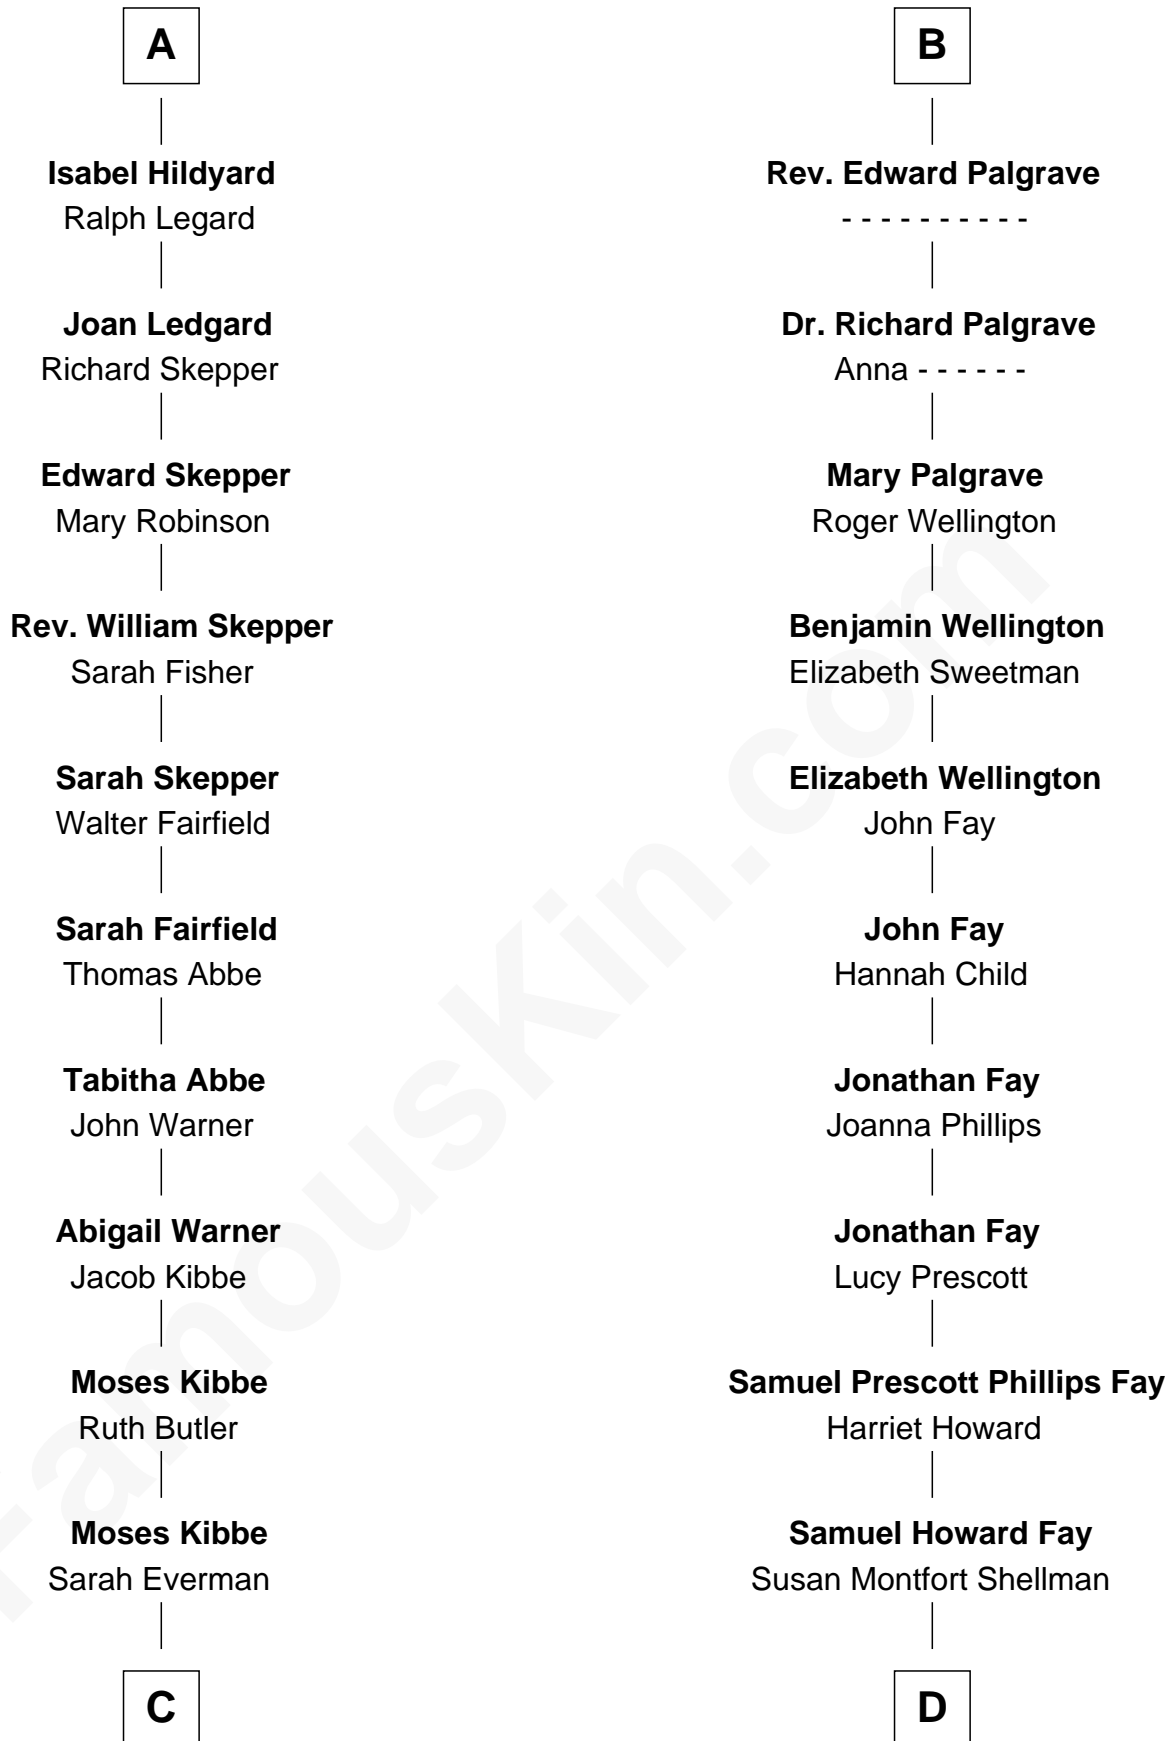 A
Isabel Hildyard
Ralph Legard
Joan Ledgard
Richard Skepper
Edward Skepper
Mary Robinson
Rev. William Skepper
Sarah Fisher
Sarah Skepper
Walter Fairfield
Sarah Fairfield
Thomas Abbe
Tabitha Abbe
John Warner
Abigail Warner
Jacob Kibbe
Moses Kibbe
Ruth Butler
Moses Kibbe
Sarah Everman
C
B
Rev. Edward Palgrave
- - - - - - - - - -
Dr. Richard Palgrave
Anna - - - - - -
Mary Palgrave
Roger Wellington
Benjamin Wellington
Elizabeth Sweetman
Elizabeth Wellington
John Fay
John Fay
Hannah Child
Jonathan Fay
Joanna Phillips
Jonathan Fay
Lucy Prescott
Samuel Prescott Phillips Fay
Harriet Howard
Samuel Howard Fay
Susan Montfort Shellman
D
FamousKin.com